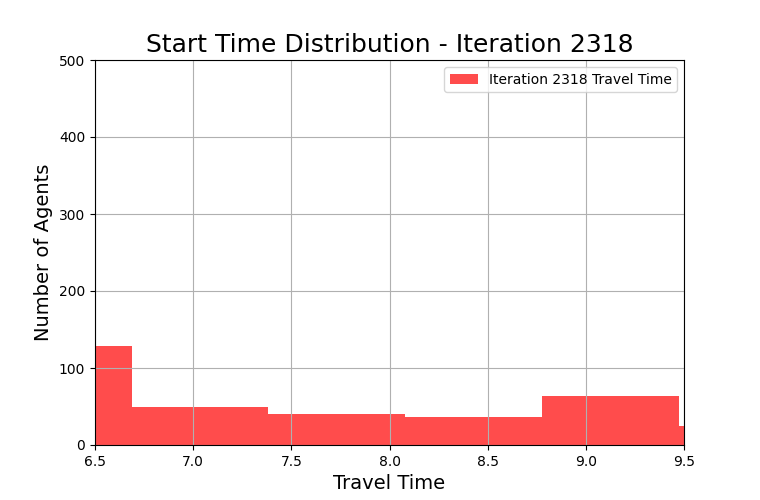 Start Time Distribution - Iteration 2318
Iteration 2318 Travel Time
Number of Agents
500
400
300
200
100
0
6.5 7.0 7.5 8.0 8.5 9.0 9.5
Travel Time